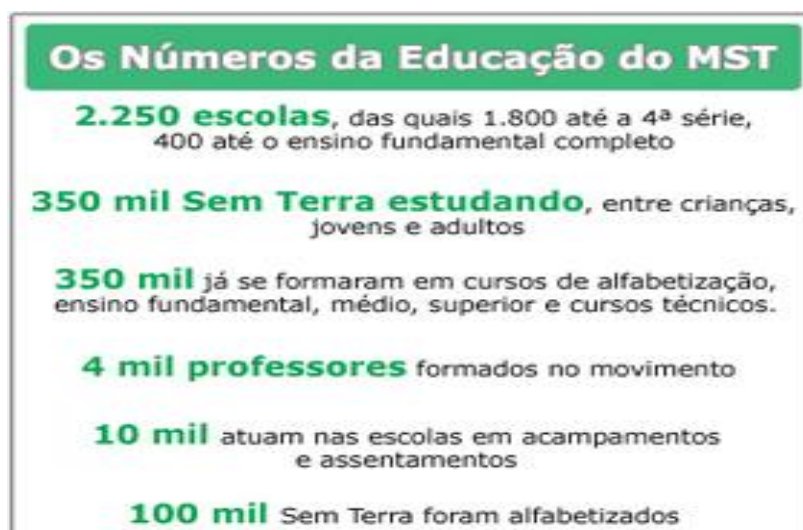 Os Números da Educação do MST
2.250 escolas, das quais 1.800 até a 4ª série,
400 até o ensino fundamental completo
350 mil Sem Terra estudando, entre crianças,
jovens e adultos
350 mil já se formaram em cursos de alfabetização,
ensino fundamental, médio, superior e cursos técnicos.
4 mil professores formados no movimento
10 mil atuam nas escolas em acampamentos
e assentamentos
100 mil Sem Terra foram alfabetizados